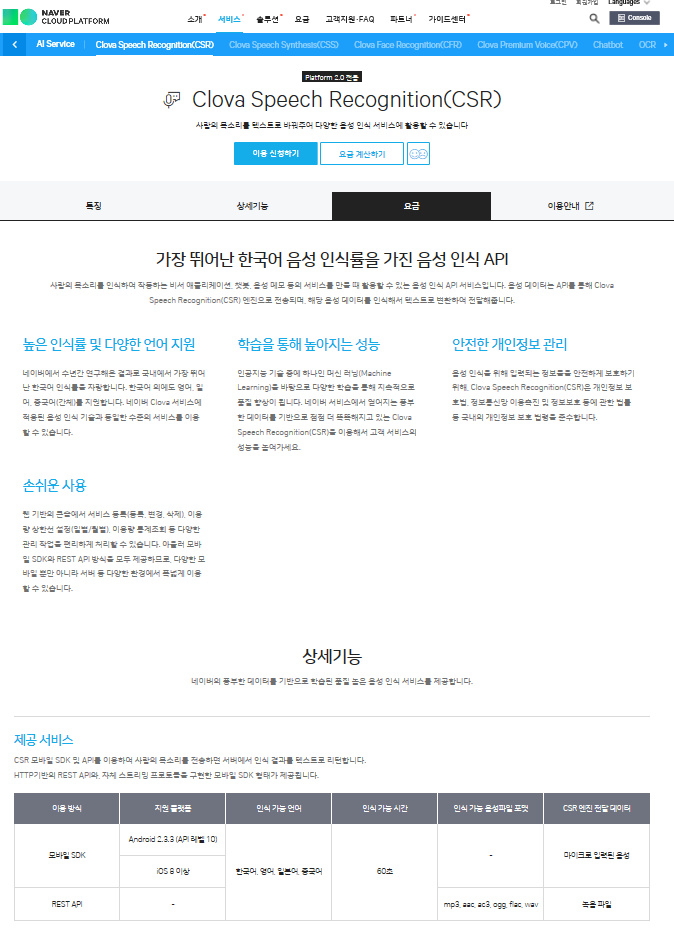 로그인 회원가입 Languages
NAVER
CLOUD PLATFORM
소개 서비스 솔루션 요금 고객지원·FAQ 파트너 가이드센터
Console
AI Service Clova Speech Recognition(CSR) Clova Speech Synthesis(CSS) Clova Face Recognition(CFR) Clova Premium Voice(CPV) Chatbot OCR
Platform 2.0 전용
Clova Speech Recognition(CSR)
사람의 목소리를 텍스트로 바꿔주어 다양한 음성 인식 서비스에 활용할 수 있습니다
이용 신청하기 요금 계산하기
특징 상세기능 요금 이용안내
가장 뛰어난 한국어 음성 인식률을 가진 음성 인식 API
사람의 목소리를 인식하여 작동하는 비서 애플리케이션, 챗봇, 음성 메모 등의 서비스를 만들 때 활용할 수 있는 음성 인식 API 서비스입니다. 음성 데이터는 API를 통해 Clova
Speech Recognition(CSR) 엔진으로 전송되며, 해당 음성 데이터를 인식해서 텍스트로 변환하여 전달해줍니다.
높은 인식률 및 다양한 언어 지원
네이버에서 수년간 연구해온 결과로 국내에서 가장 뛰어
난 한국어 인식률을 자랑합니다. 한국어 외에도 영어, 일
어, 중국어(간체)를 지원합니다. 네이버 Clova 서비스에
적용된 음성 인식 기술과 동일한 수준의 서비스를 이용
할 수 있습니다.
학습을 통해 높아지는 성능
인공지능 기술 중에 하나인 머신 러닝(Machine
Learning)을 바탕으로 다양한 학습을 통해 지속적으로
품질 향상이 됩니다. 네이버 서비스에서 얻어지는 풍부
한 데이터를 기반으로 점점 더 똑똑해지고 있는 Clova
Speech Recognition(CSR)을 이용해서 고객 서비스의
성능을 높여가세요.
안전한 개인정보 관리
음성 인식을 위해 입력되는 정보들을 안전하게 보호하기
위해, Clova Speech Recognition(CSR)은 개인정보 보
호법, 정보통신망 이용촉진 및 정보보호 등에 관한 법률
등 국내의 개인정보 보호 법령을 준수합니다.
손쉬운 사용
웹 기반의 콘솔에서 서비스 등록(등록, 변경, 삭제), 이용
량 상한선 설정(일별/월별), 이용량 통계조회 등 다양한
관리 작업을 편리하게 처리할 수 있습니다. 아울러 모바
일 SDK와 REST API 방식을 모두 제공하므로, 다양한 모
바일 뿐만 아니라 서버 등 다양한 환경에서 폭넓게 이용
할 수 있습니다.
상세기능
네이버의 풍부한 데이터를 기반으로 학습된 품질 높은 음성 인식 서비스를 제공합니다.
제공 서비스
CSR 모바일 SDK 및 API를 이용하여 사람의 목소리를 전송하면 서버에서 인식 결과를 텍스트로 리턴합니다.
HTTP기반의 REST API와, 자체 스트리밍 프로토콜을 구현한 모바일 SDK 형태가 제공됩니다.
이용 방식 지원 플랫폼 인식 가능 언어 인식 가능 시간 인식 가능 음성파일 포맷 CSR 엔진 전달 데이터
모바일 SDK Android 2.3.3 (API 레벨 10) - 마이크로 입력된 음성
iOS 8 이상 한국어, 영어, 일본어, 중국어 60초
REST API - mp3, aac, ac3, ogg, flac, wav 녹음 파일